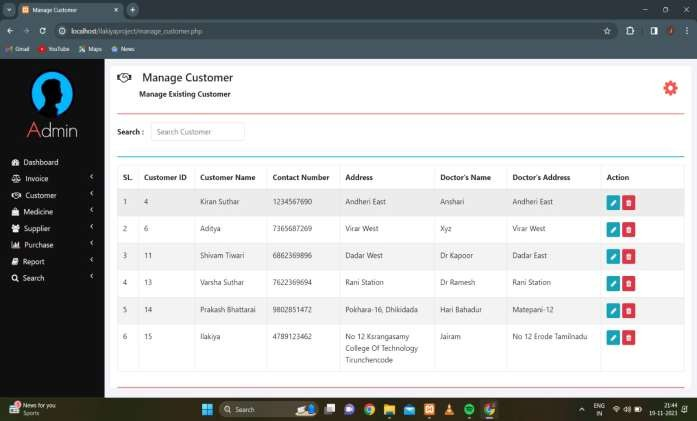 Manage Customer
localhost/ilakiyaproject/manage_customer.php
Gmail YouTube Maps News
Admin
Dashboard
Invoice
Customer
Medicine
Supplier
Purchase
Report
Search
Manage Customer
Manage Existing Customer
Search : Search Customer
SL. Customer ID Customer Name Contact Number Address Doctor's Name Doctor's Address Action
1 4 Kiran Suthar 1234567690 Andheri East Anshari Andheri East
2 6 Aditya 7365687269 Virar West Xyz Virar West
3 11 Shivam Tiwari 6862369896 Dadar West Dr Kapoor Dadar East
4 13 Varsha Suthar 7622369694 Rani Station Dr Ramesh Rani Station
5 14 Prakash Bhattarai 9802851472 Pokhara-16, Dhikidada Hari Bahadur Matepani-12
6 15 Ilakiya 4789123462 No 12 Ksrangasamy Jairam No 12 Erode Tamilnadu
College Of Technology
Tirunchencode
News for you
Sports
Search
ENG
IN
21:44
19-11-2023